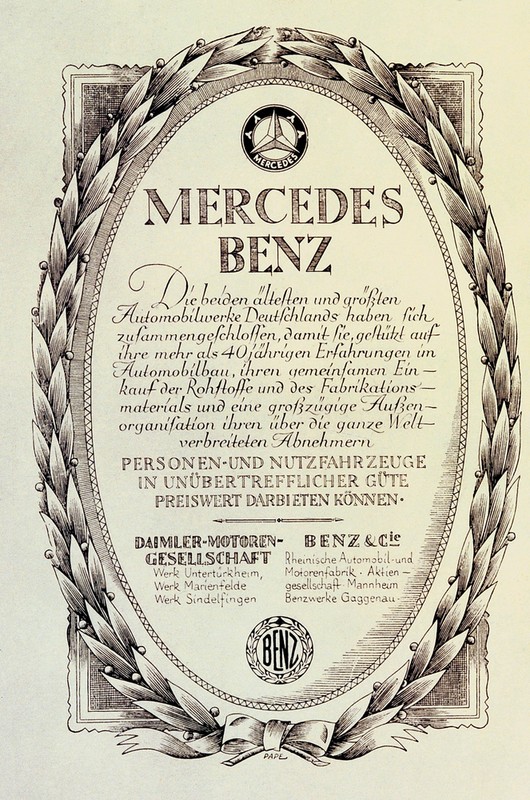 MERCEDES
MERCEDES
BENZ
Die beiden ältesten und größten
Automobilwerke Deutschlands haben sich
zusammengeschlossen, damit sie, gestützt auf
ihre mehr als 40jährigen Erfahrungen im
Automobilbau, ihren gemeinsamen Ein-
kauf der Rohstoffe und des Fabrikations-
materials und eine großzügige Außen-
organisation ihren über die ganze Welt
verbreiteten Abnehmern
PERSONEN- UND NUTZFAHRZEUGE
IN UNÜBERTREFFLICHER GÜTE
PREISWERT DARBIETEN KÖNNEN.
DAIMLER-MOTOREN-
GESELLSCHAFT
Werk Untertürkheim,
Werk Marienfelde
Werk Sindelfingen
BENZ & Cie
Rheinische Automobil- und
Motorenfabrik · Aktien-
gesellschaft · Mannheim
Benzwerke Gaggenau.
BENZ
PAPE